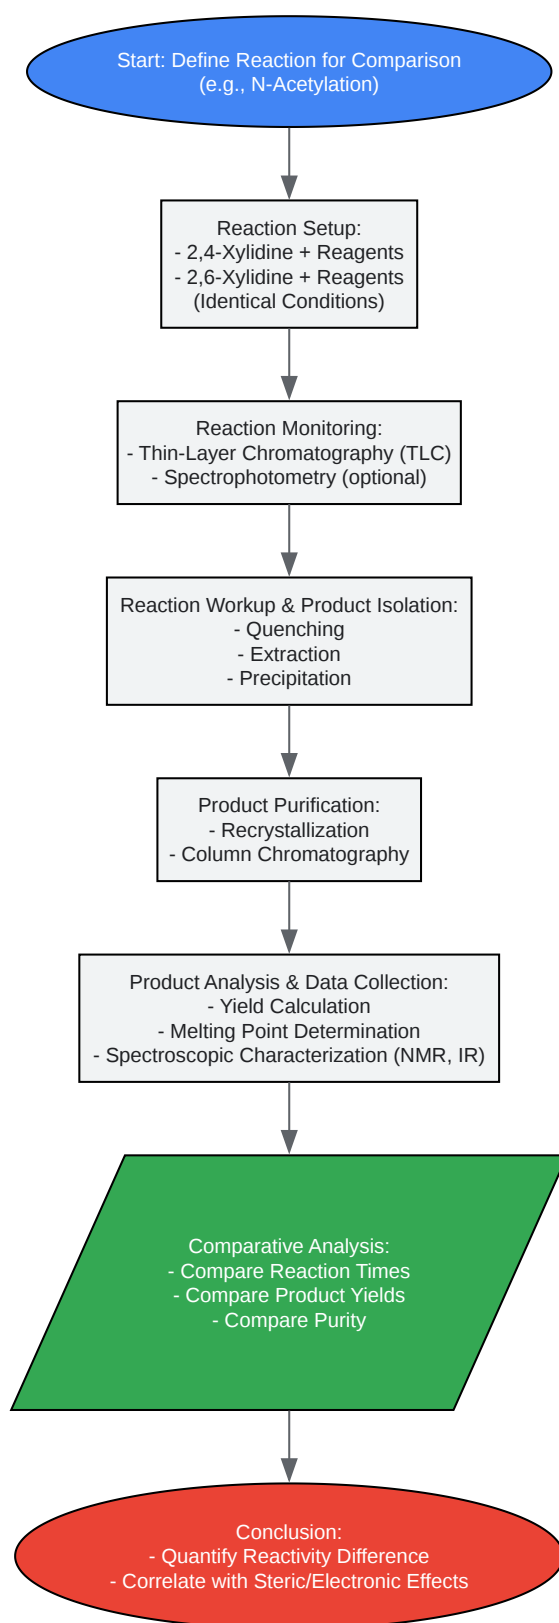 Start: Define Reaction for Comparison
(e.g., N-Acetylation)
Reaction Setup:
- 2,4-Xylidine + Reagents
- 2,6-Xylidine + Reagents
(Identical Conditions)
Reaction Monitoring:
- Thin-Layer Chromatography (TLC)
- Spectrophotometry (optional)
Reaction Workup & Product Isolation:
- Quenching
- Extraction
- Precipitation
Product Purification:
- Recrystallization
- Column Chromatography
Product Analysis & Data Collection:
- Yield Calculation
- Melting Point Determination
- Spectroscopic Characterization (NMR, IR)
Comparative Analysis:
- Compare Reaction Times
- Compare Product Yields
- Compare Purity
Conclusion:
- Quantify Reactivity Difference
- Correlate with Steric/Electronic Effects